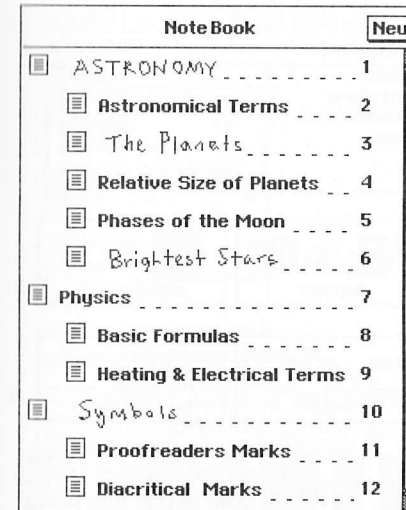 Note Book Neu
ASTRONOMY 1
Astronomical Terms 2
The Planets 3
Relative Size of Planets 4
Phases of the Moon 5
Brightest Stars 6
Physics 7
Basic Formulas 8
Heating & Electrical Terms 9
Symbols 10
Proofreaders Marks 11
Diacritical Marks 12